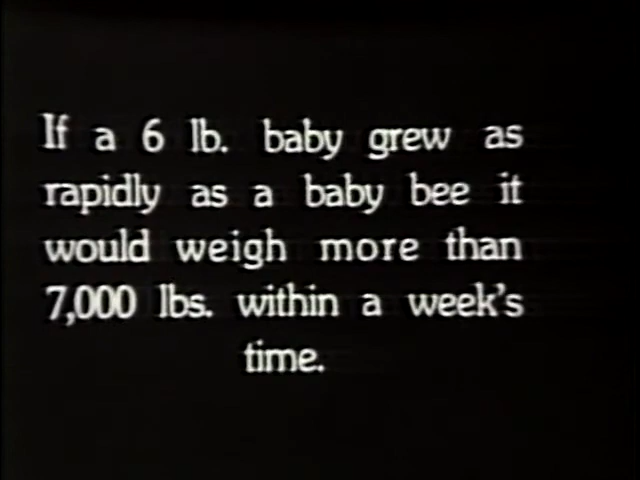 If a 6 lb. baby grew as
rapidly as a baby bee it
would weigh more than
7,000 lbs. within a week's
time.